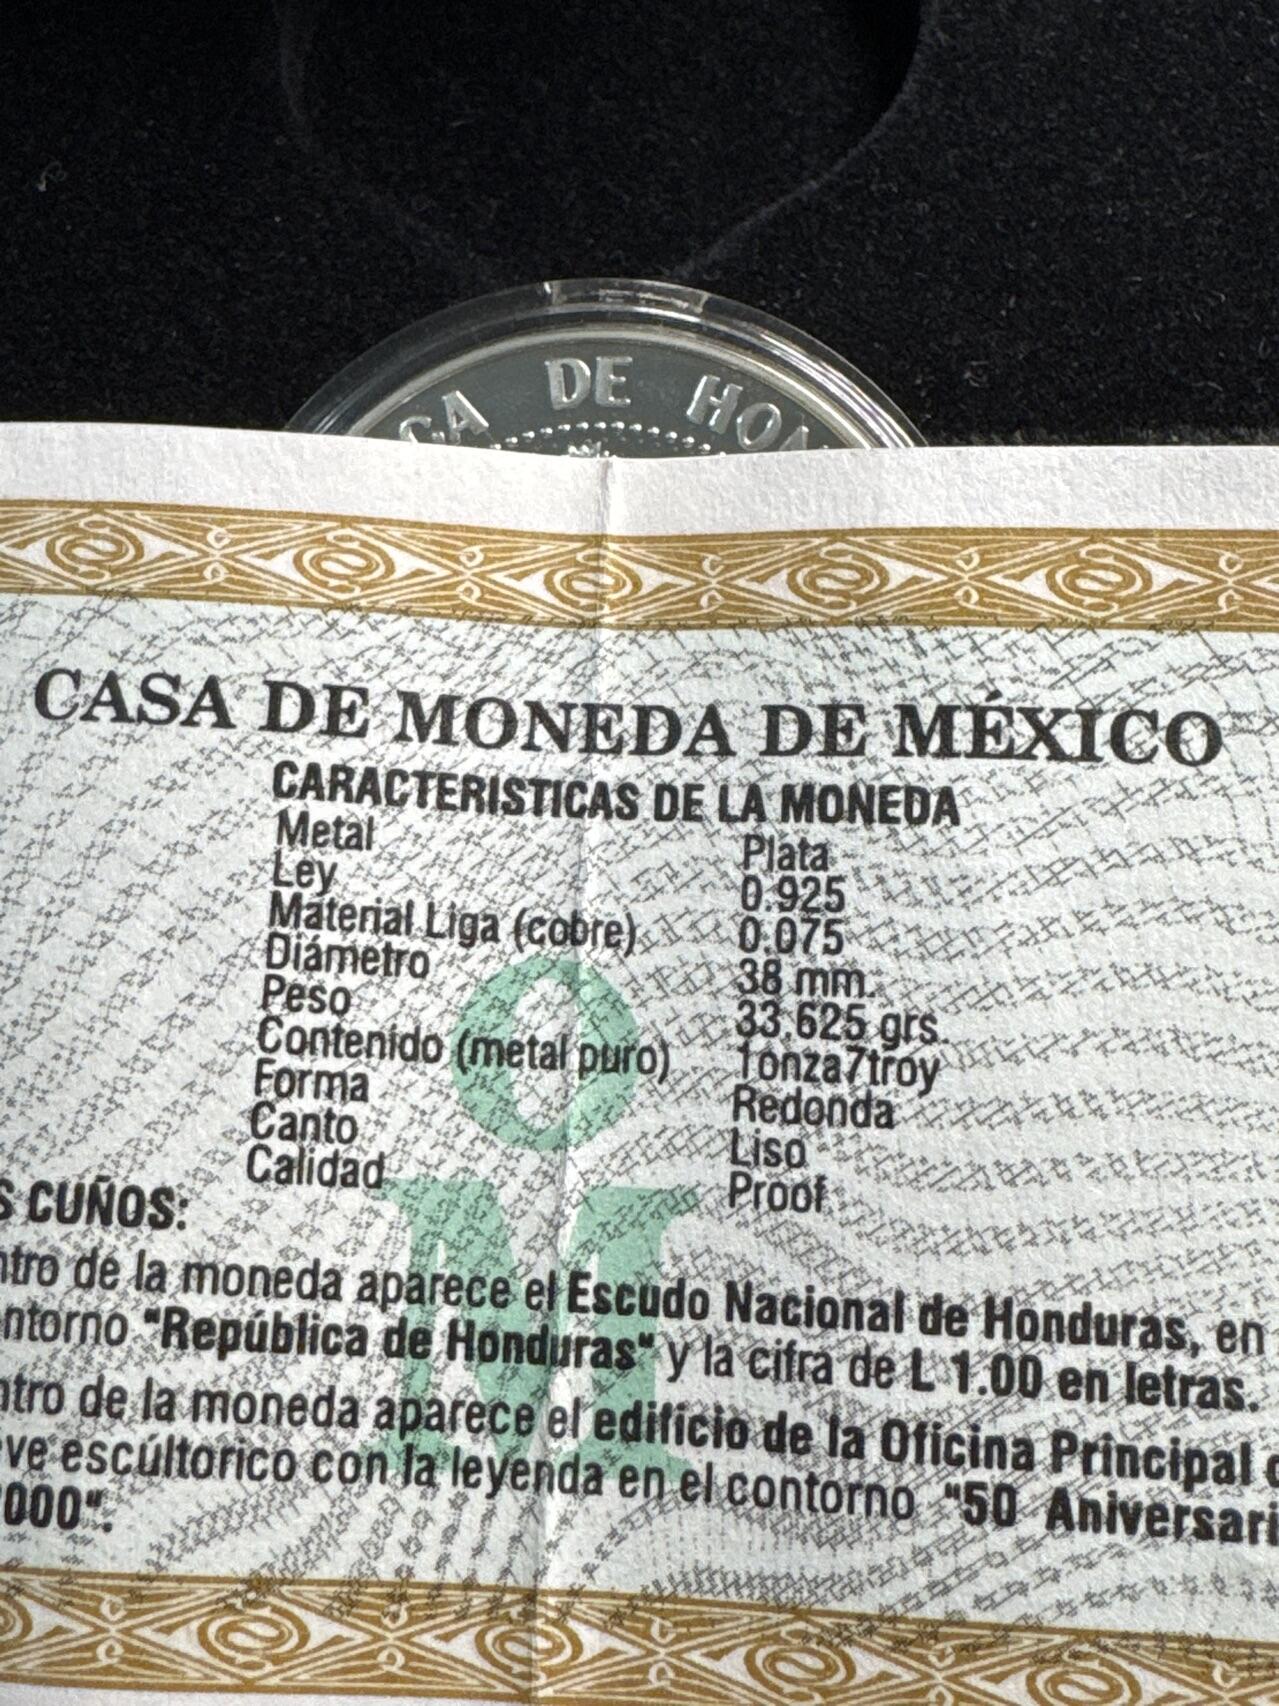 CA DE HON
CASA DE MONEDA DE MÉXICO
CARACTERISTICAS DE LA MONEDA
Metal Plata
Ley 0.925
Material Liga (cobre) 0.075
Diámetro 38 mm.
Peso 33.625 grs.
Contenido (metal puro) 1onza7troy
Forma Redonda
Canto Liso
Calidad Proof
S CUÑOS:
ntro de la moneda aparece el Escudo Nacional de Honduras, en
ntorno "República de Honduras" y la cifra de L 1.00 en letras.
ntro de la moneda aparece el edificio de la Oficina Principal
ve escúltorico con la leyenda en el contorno "50 Aniversari
000".
O
M